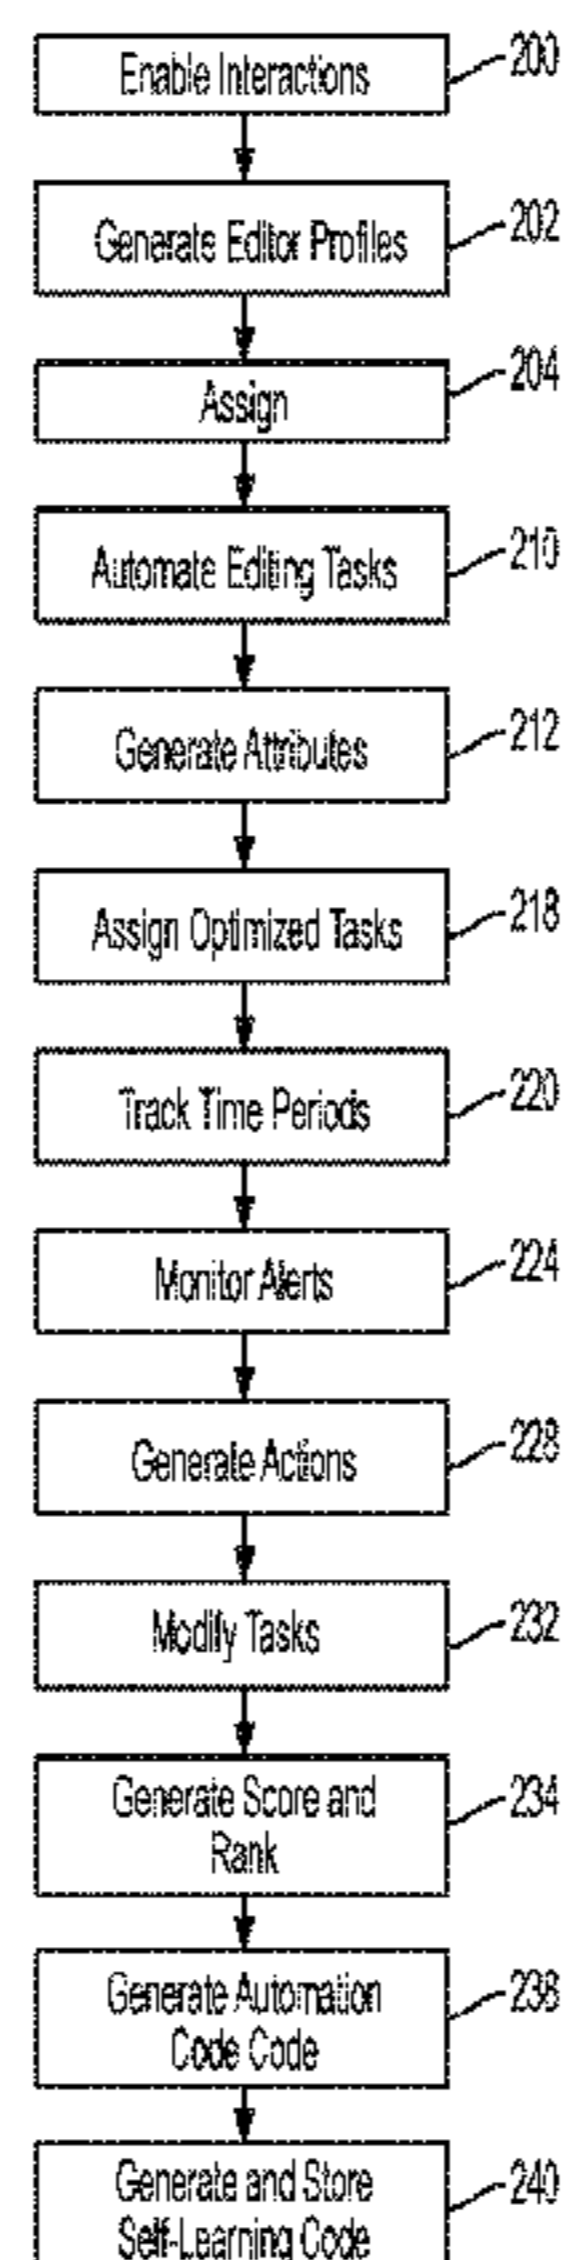 Enable Interactions
200
Generate Editor Profiles
202
Assign
204
Automate Editing Tasks
210
Generate Attributes
212
Assign Optimized Tasks
218
Track Time Periods
220
Monitor Alerts
224
Generate Actions
228
Modify Tasks
232
Generate Score and
Rank
234
Generate Automation
Code Code
238
Generate and Store
Self-Learning Code
240